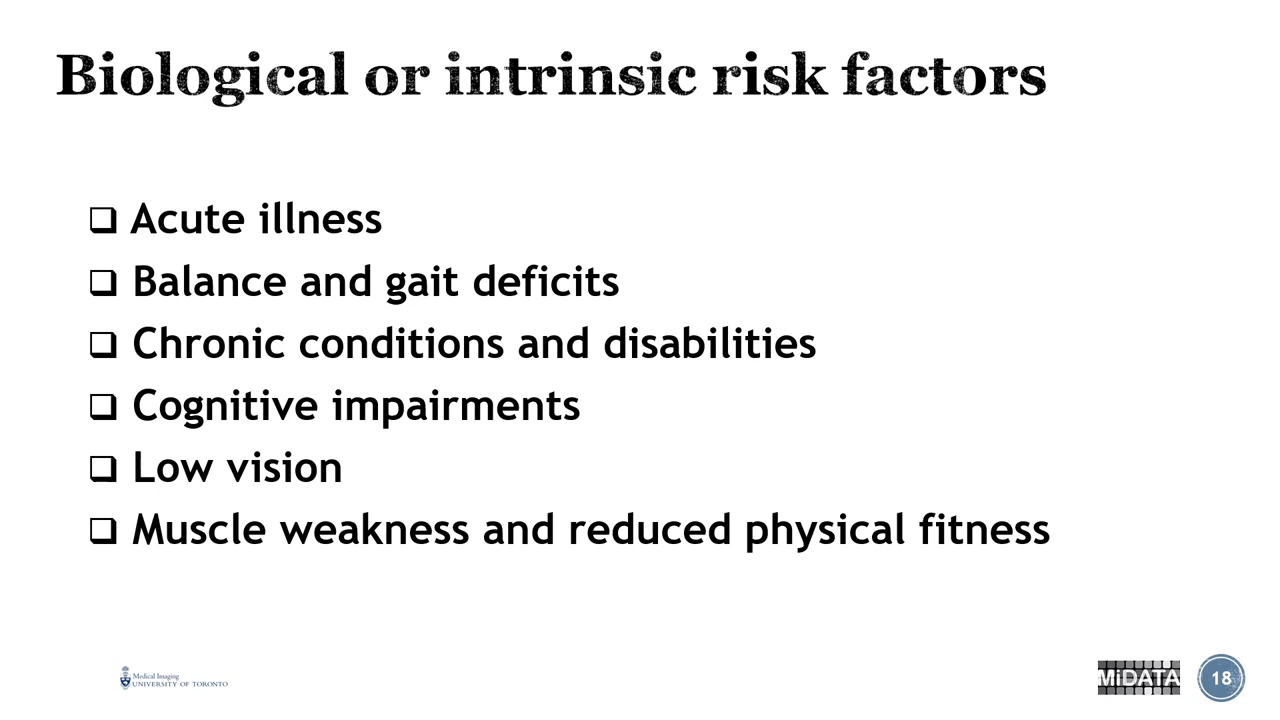 Biological or intrinsic risk factors
❑ Acute illness
❑ Balance and gait deficits
❑ Chronic conditions and disabilities
❑ Cognitive impairments
❑ Low vision
❑ Muscle weakness and reduced physical fitness
Medical Imaging
UNIVERSITY OF TORONTO
MiDATA
18